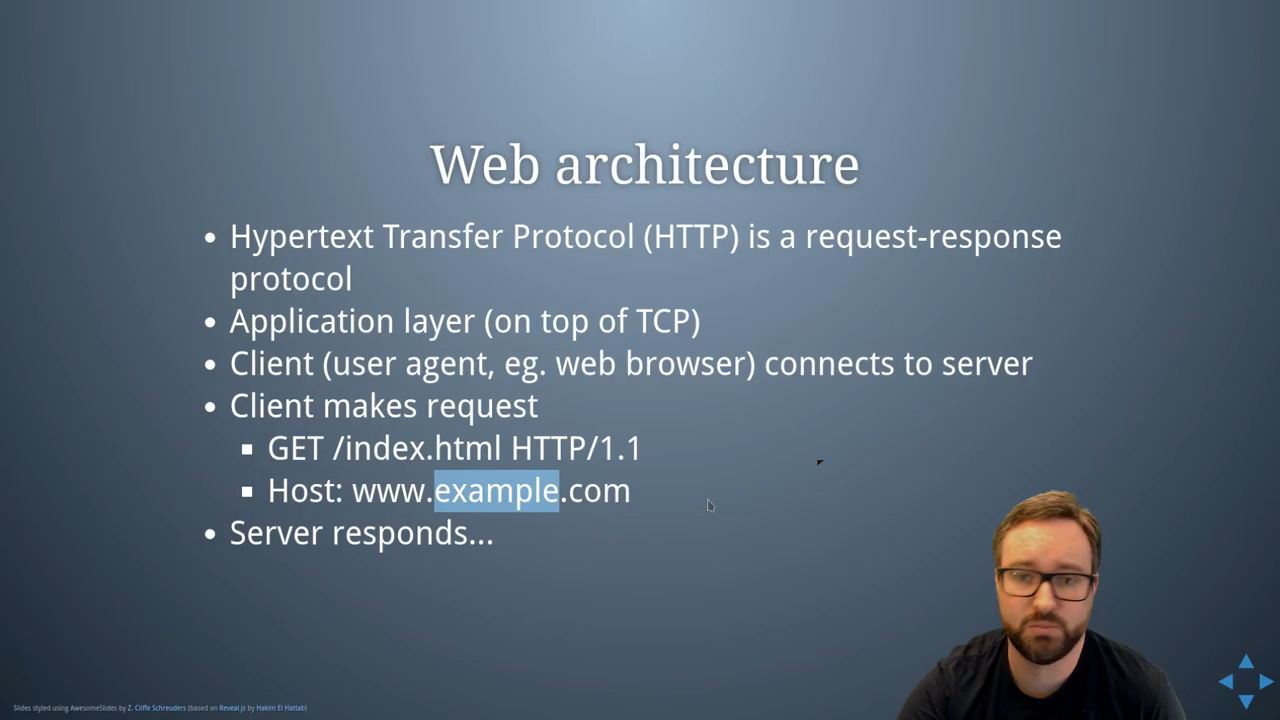 Web architecture
• Hypertext Transfer Protocol (HTTP) is a request-response
protocol
• Application layer (on top of TCP)
• Client (user agent, eg. web browser) connects to server
• Client makes request
▪ GET /index.html HTTP/1.1
▪ Host: www.example.com
• Server responds...
Slides styled using AwesomeSlides by Z. Cliffe Schreuders (based on Reveal.js by Hakim El Hattab)